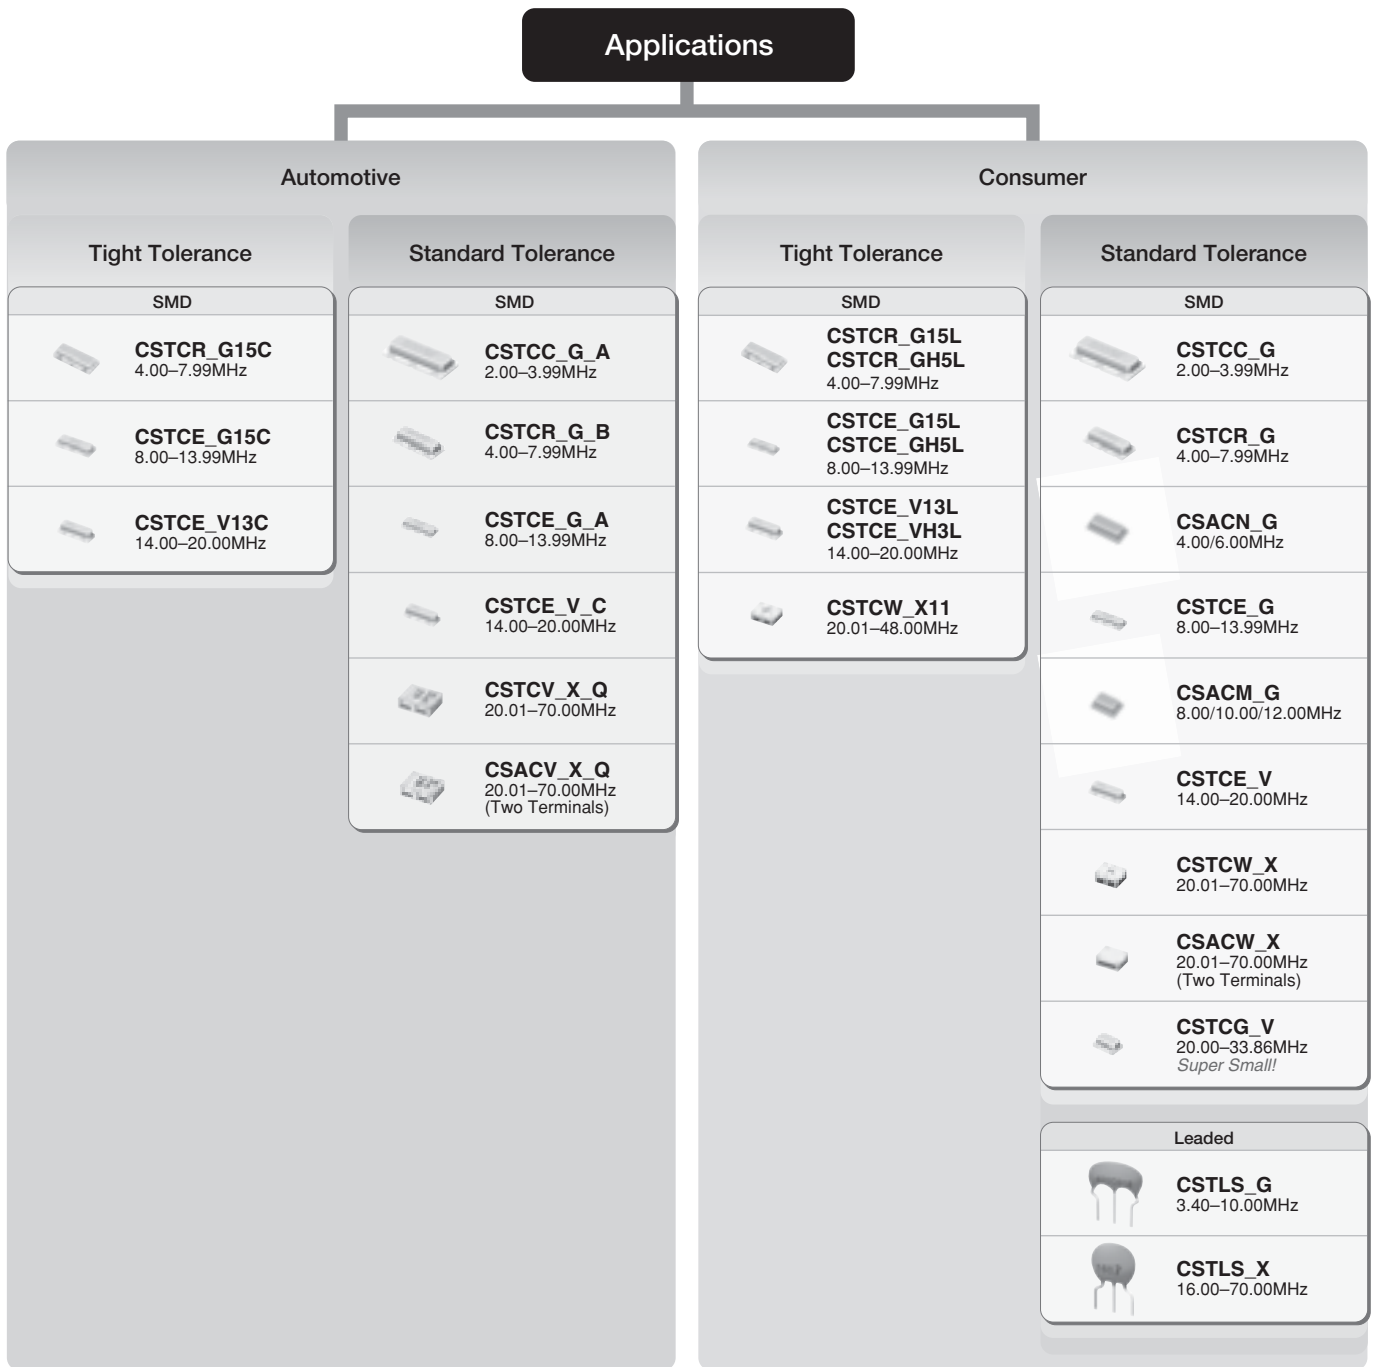 Applications
Automotive
Tight Tolerance
SMD
CSTCR_G15C
4.00–7.99MHz
CSTCE_G15C
8.00–13.99MHz
CSTCE_V13C
14.00–20.00MHz
Standard Tolerance
SMD
CSTCC_G_A
2.00–3.99MHz
CSTCR_G_B
4.00–7.99MHz
CSTCE_G_A
8.00–13.99MHz
CSTCE_V_C
14.00–20.00MHz
CSTCV_X_Q
20.01–70.00MHz
CSACV_X_Q
20.01–70.00MHz
(Two Terminals)
Consumer
Tight Tolerance
SMD
CSTCR_G15L
CSTCR_GH5L
4.00–7.99MHz
CSTCE_G15L
CSTCE_GH5L
8.00–13.99MHz
CSTCE_V13L
CSTCE_VH3L
14.00–20.00MHz
CSTCW_X11
20.01–48.00MHz
Standard Tolerance
SMD
CSTCC_G
2.00–3.99MHz
CSTCR_G
4.00–7.99MHz
CSACN_G
4.00/6.00MHz
CSTCE_G
8.00–13.99MHz
CSACM_G
8.00/10.00/12.00MHz
CSTCE_V
14.00–20.00MHz
CSTCW_X
20.01–70.00MHz
CSACW_X
20.01–70.00MHz
(Two Terminals)
CSTCG_V
20.00–33.86MHz
Super Small!
Leaded
CSTLS_G
3.40–10.00MHz
CSTLS_X
16.00–70.00MHz